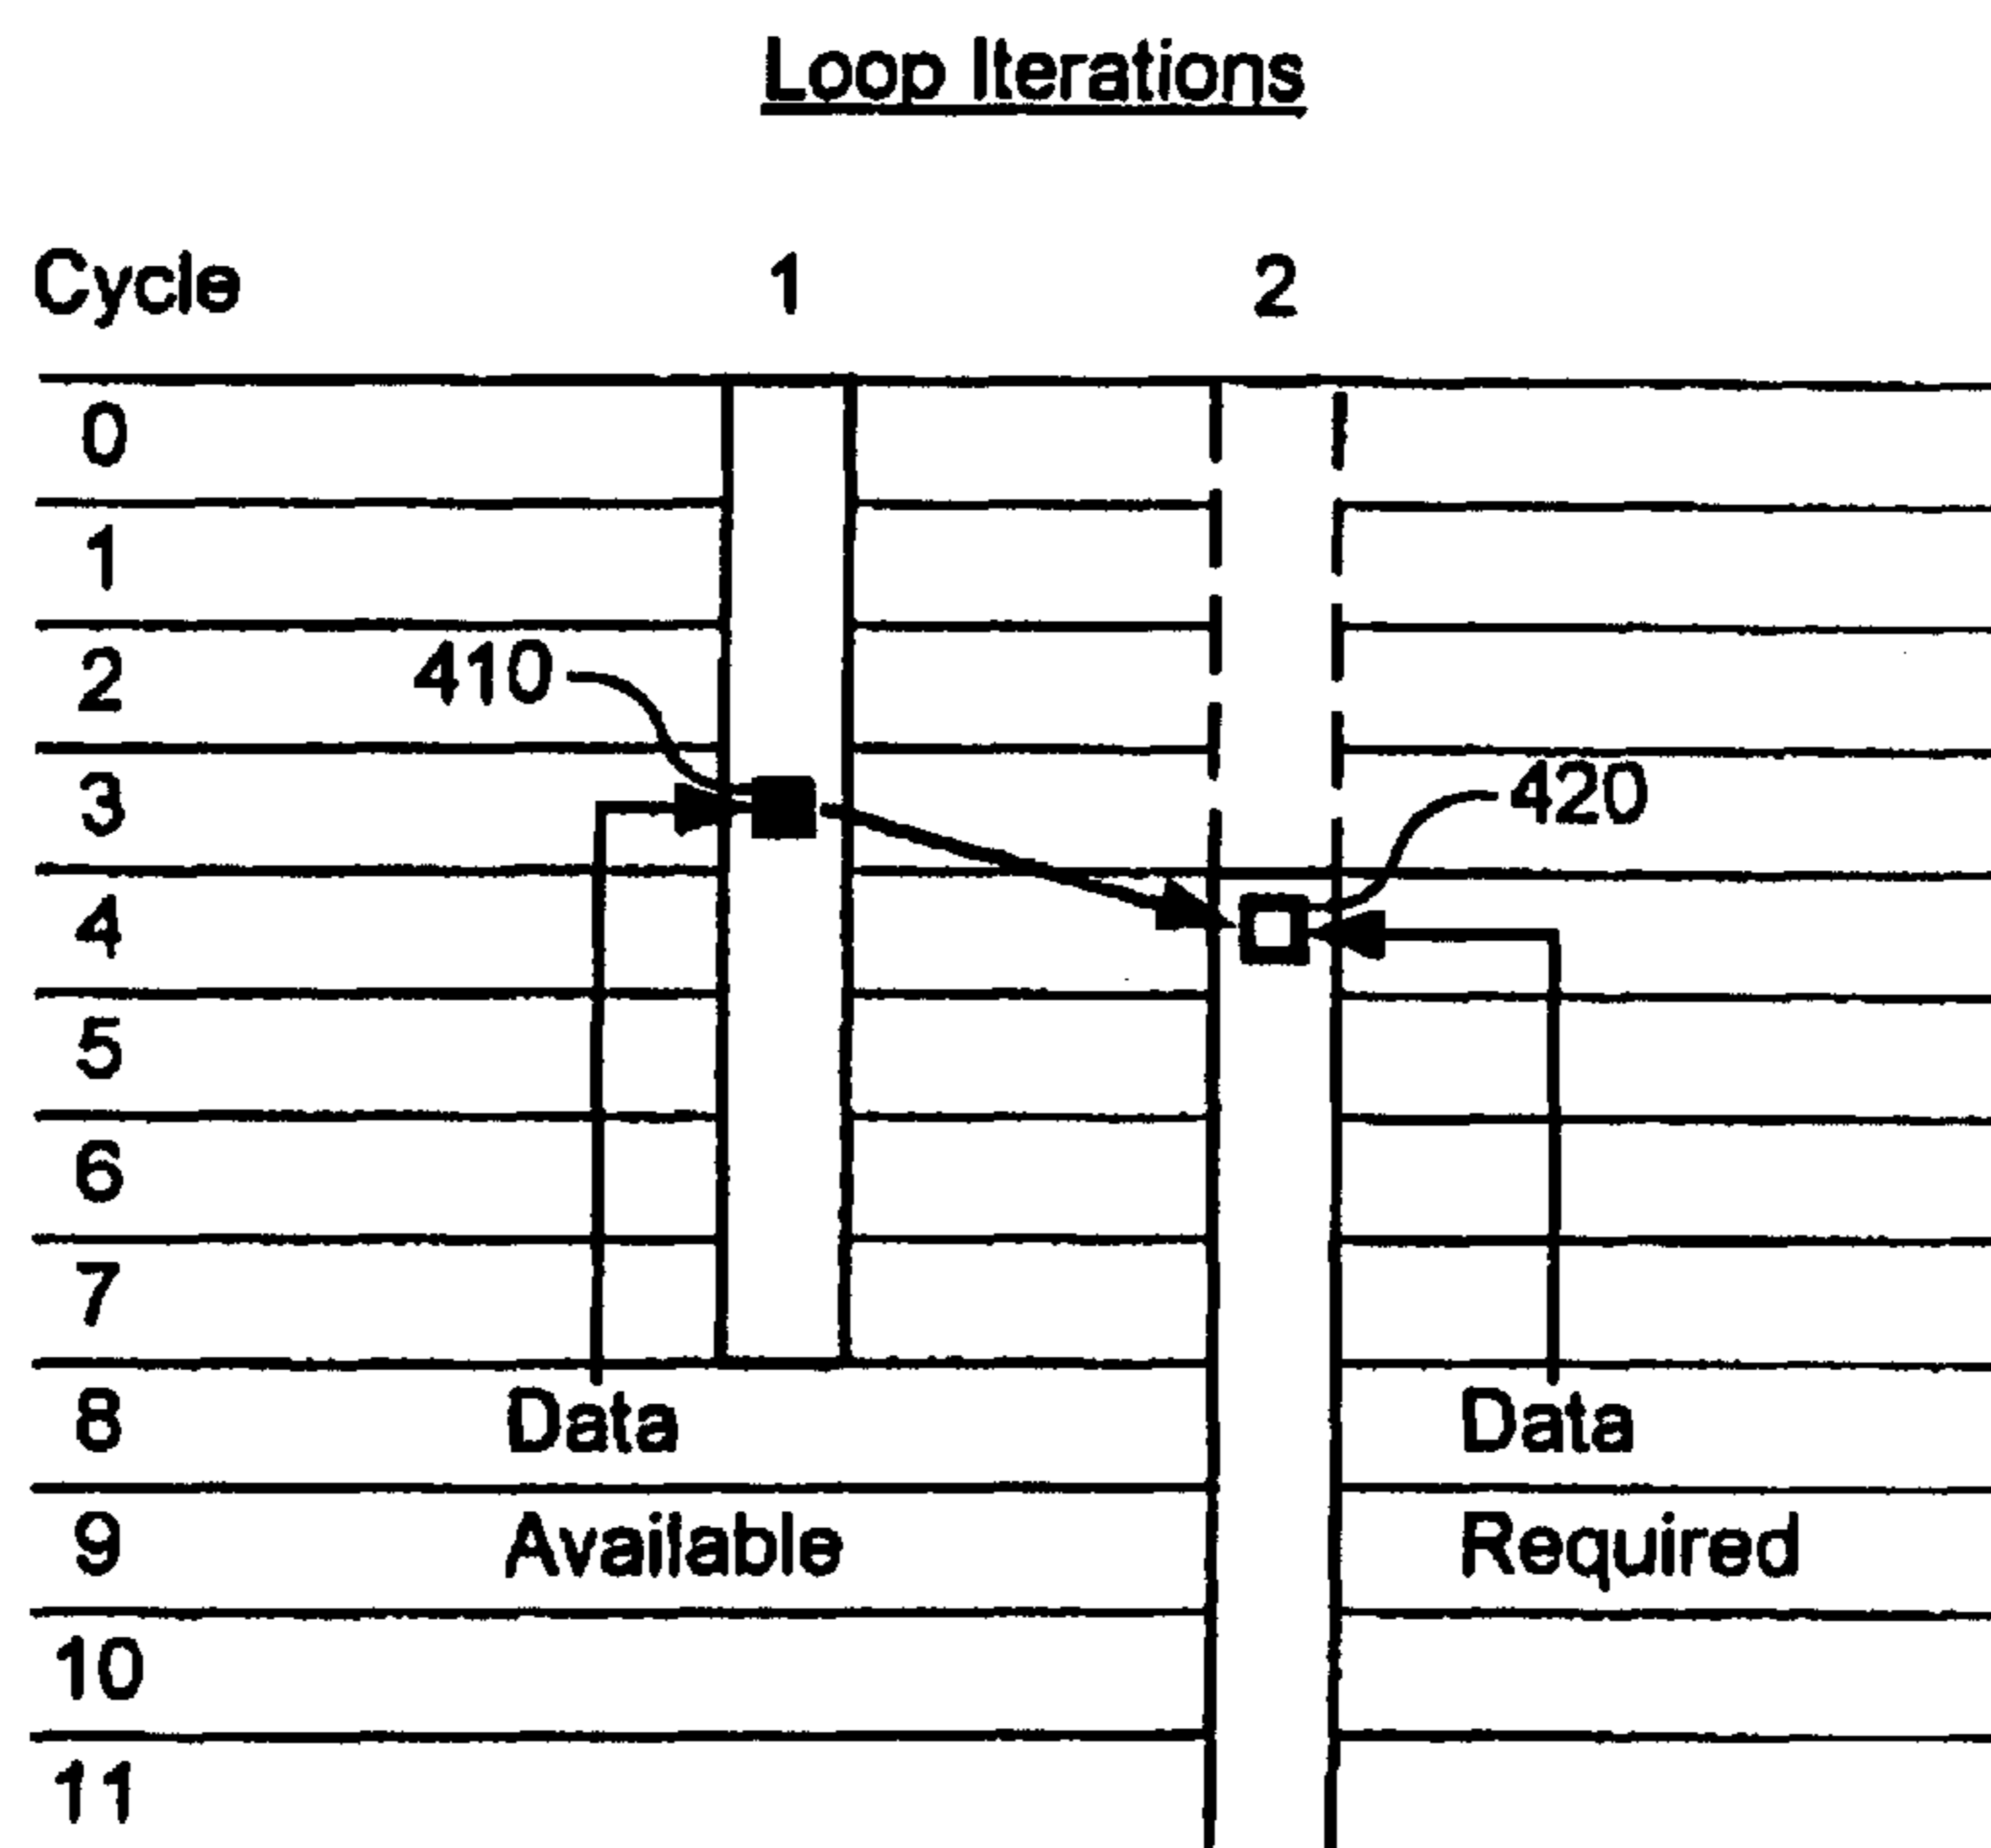 Loop Iterations
Cycle 1 2
0
1
2 410
3 420
4
5
6
7
8 Data Data
9 Available Required
10
11